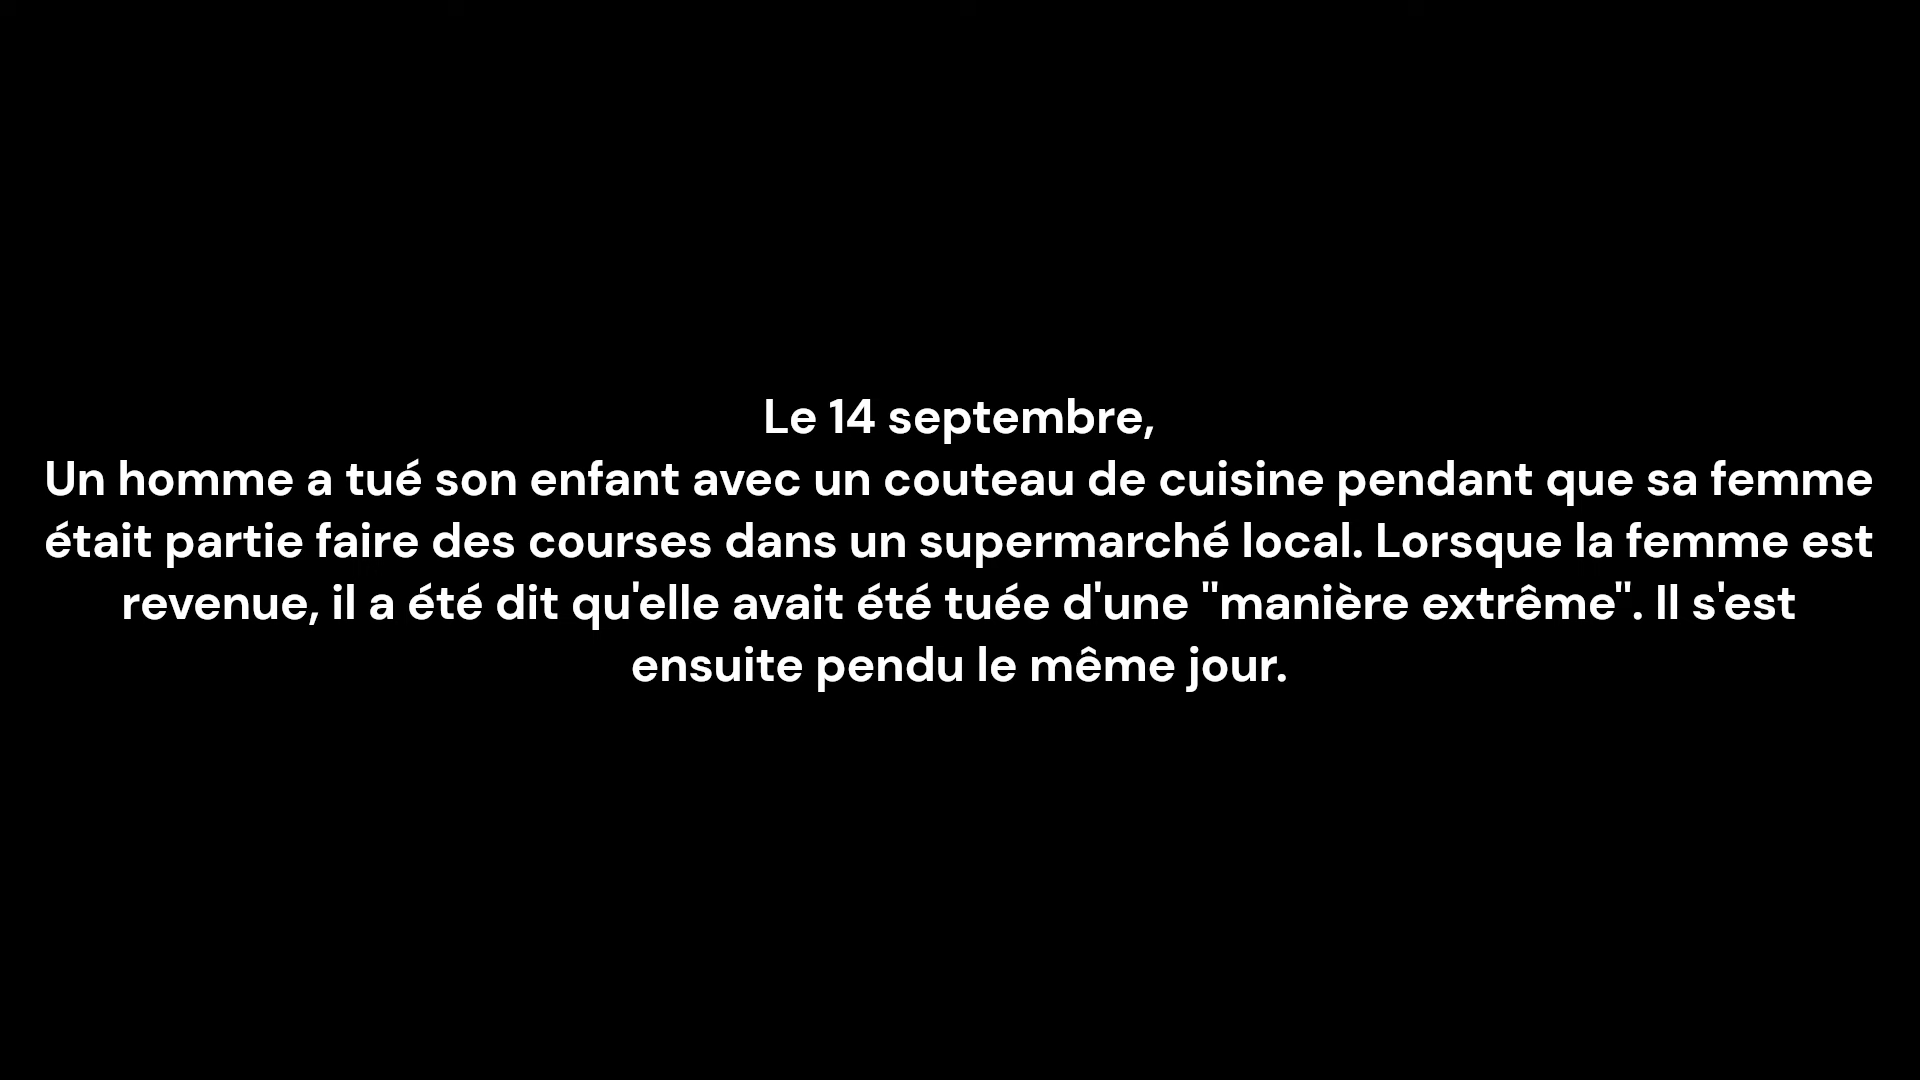 Le 14 septembre,
Un homme a tué son enfant avec un couteau de cuisine pendant que sa femme
était partie faire des courses dans un supermarché local. Lorsque la femme est
revenue, il a été dit qu'elle avait été tuée d'une "manière extrême". Il s'est
ensuite pendu le même jour.